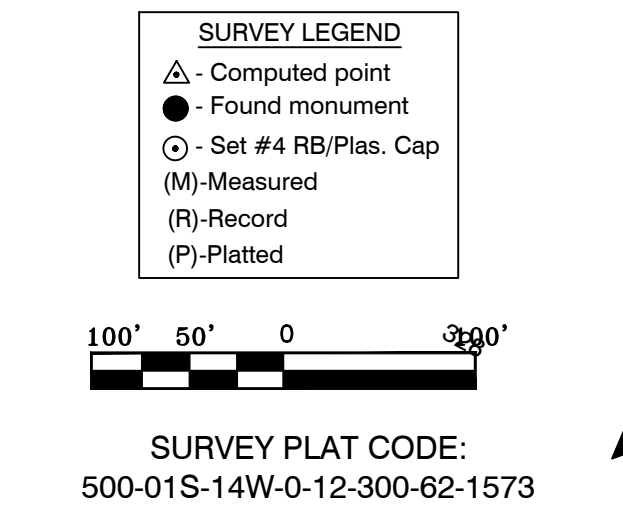 SURVEY LEGEND
- Computed point
- Found monument
- Set #4 RB/Plas. Cap
(M)-Measured
(R)-Record
(P)-Platted
100' 50' 0 100'
SURVEY PLAT CODE:
500-01S-14W-0-12-300-62-1573